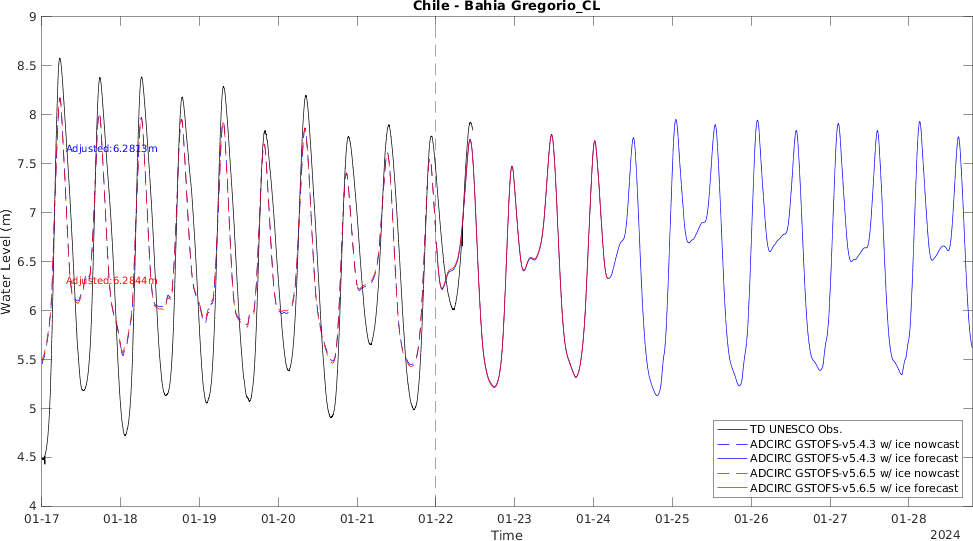 Chile - Bahia Gregorio_CL
9
8.5
8
7.5
7
6.5
6
5.5
5
4.5
4
Water Level (m)
Adjusted:6.2813m
Adjusted:6.2844m
TD UNESCO Obs.
ADCIRC GSTOFS-v5.4.3 w/ ice nowcast
ADCIRC GSTOFS-v5.4.3 w/ ice forecast
ADCIRC GSTOFS-v5.6.5 w/ ice nowcast
ADCIRC GSTOFS-v5.6.5 w/ ice forecast
01-17 01-18 01-19 01-20 01-21 01-22 01-23 01-24 01-25 01-26 01-27 01-28
Time
2024